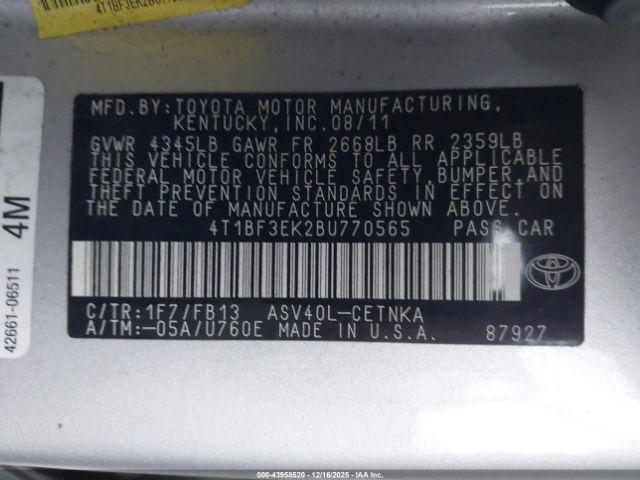 4T1BF3EK2BU
MFD.BY:TOYOTA MOTOR MANUFACTURING,
KENTUCKY,INC.08/11
GVWR 4345LB GAWR FR 2668LB RR 2359LB
THIS VEHICLE CONFORMS TO ALL APPLICABLE
FEDERAL MOTOR VEHICLE SAFETY, BUMPER,AND
THEFT PREVENTION STANDARDS IN EFFECT ON
THE DATE OF MANUFACTURE SHOWN ABOVE.
4T1BF3EK2BU770565 PASS.CAR
C/TR:1F7/FB13 ASV40L-CETNKA
A/TM:-05A/U760E MADE IN U.S.A. 87927
42661-06511 4M
000-43958520 | 12/16/2025 - IAAI